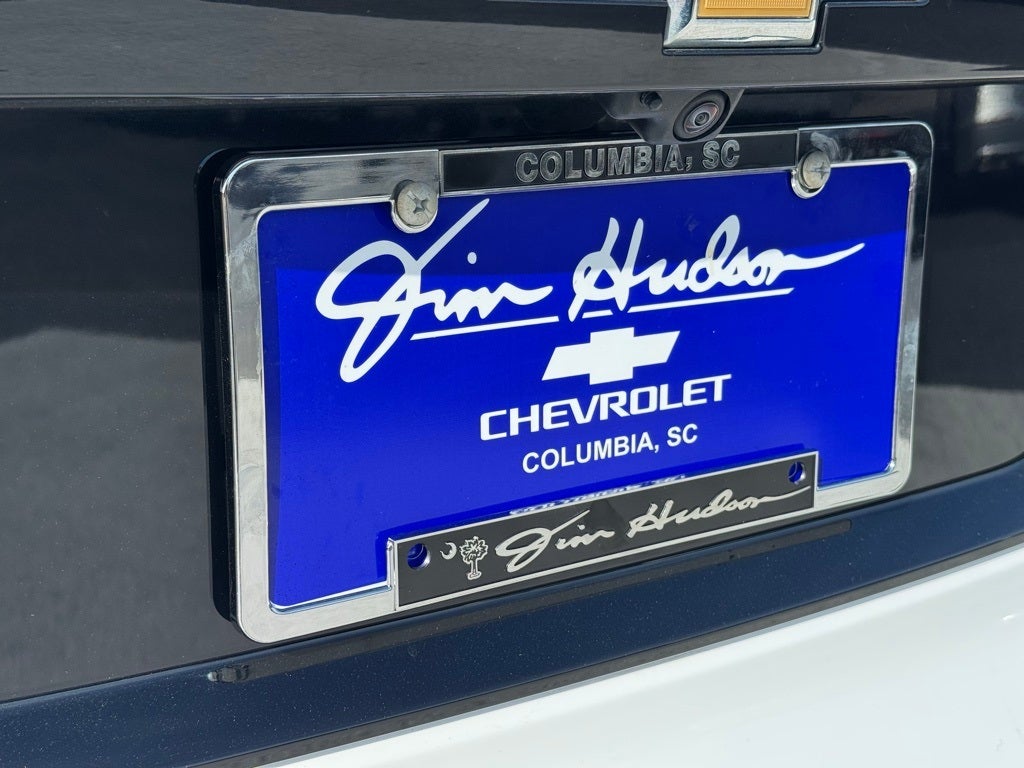 COLUMBIA, SC
Jim Hudson
CHEVROLET
COLUMBIA, SC
Jim Hudson